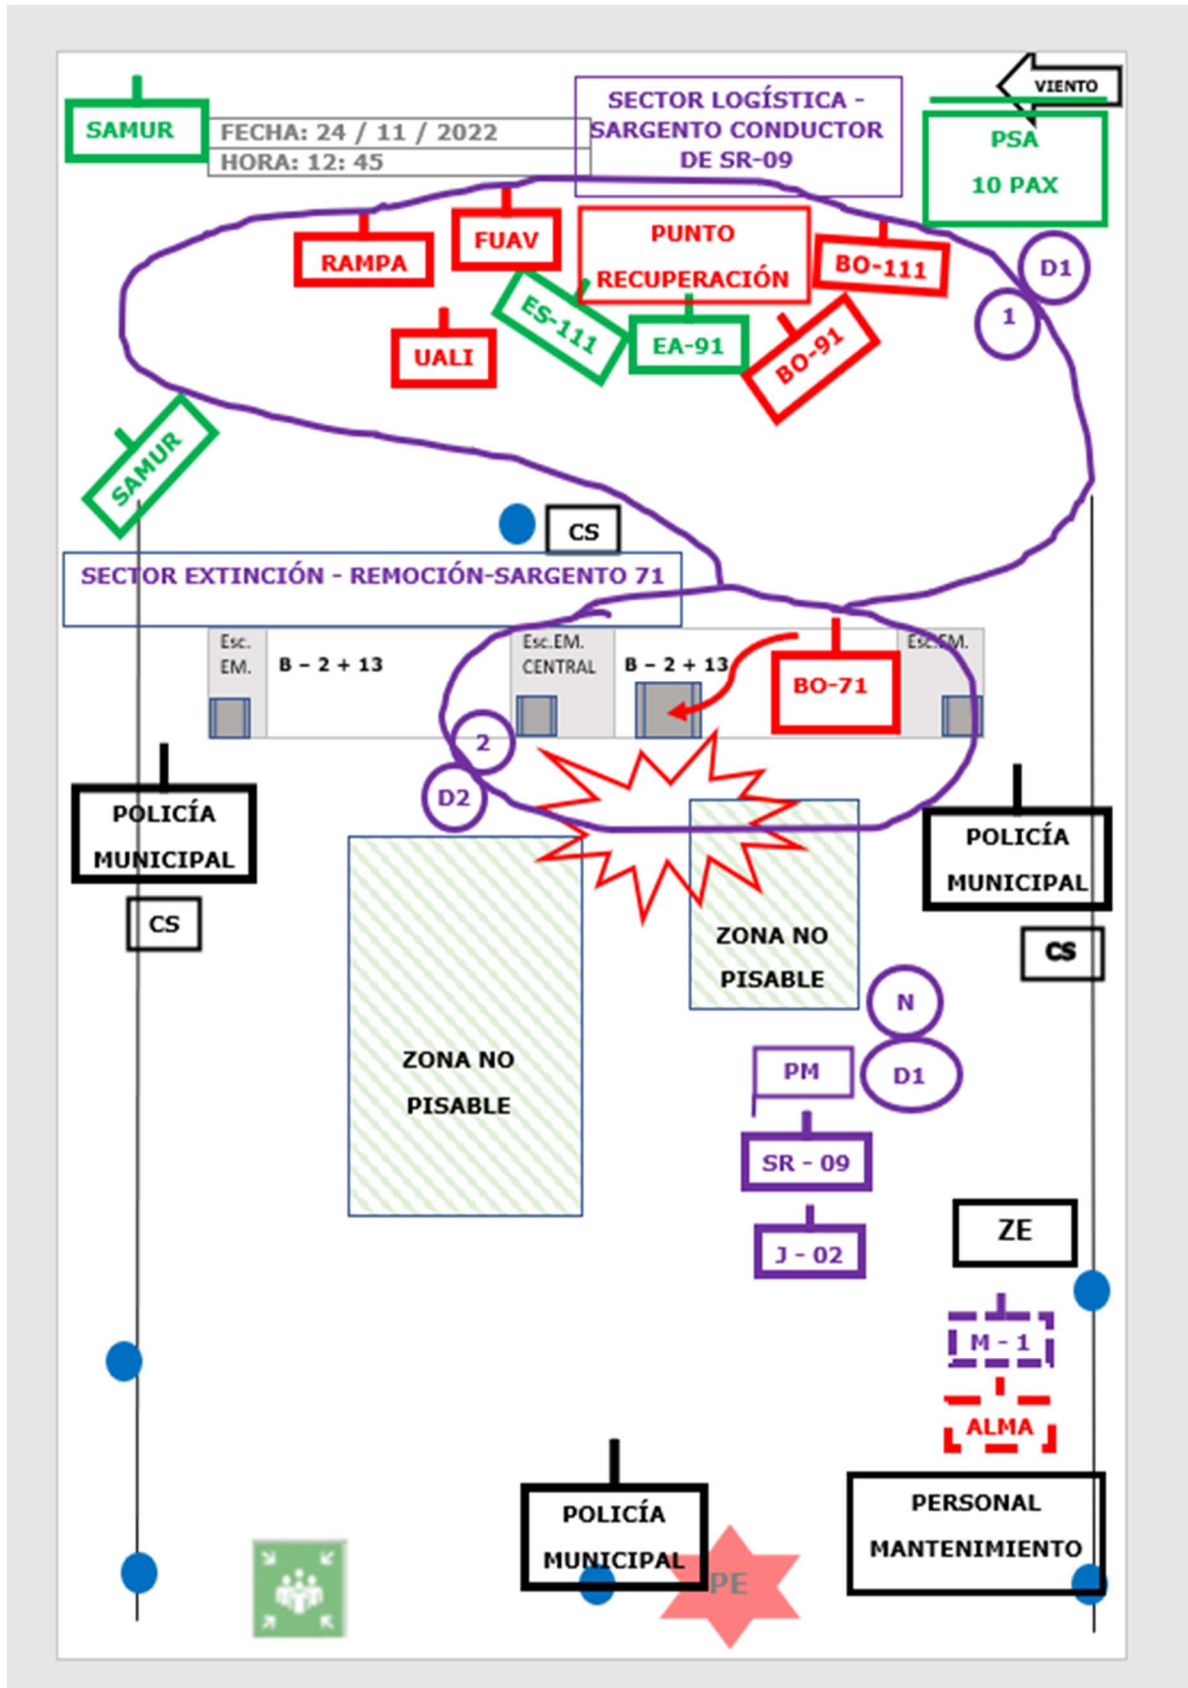 VIENTO
SECTOR LOGÍSTICA -
SARGENTO CONDUCTOR
DE SR-09
SAMUR
FECHA: 24 / 11 / 2022
HORA: 12: 45
PSA
10 PAX
FUAV
RAMPA
PUNTO
RECUPERACIÓN
BO-111
D1
1
ES-111
EA-91
BO-91
UALI
SAMUR
CS
SECTOR EXTINCIÓN - REMOCIÓN-SARGENTO 71
Esc.
EM.
B – 2 + 13
Esc.EM.
CENTRAL
B – 2 + 13
BO-71
Esc.EM.
2
D2
POLICÍA
MUNICIPAL
POLICÍA
MUNICIPAL
CS
CS
ZONA NO
PISABLE
N
ZONA NO
PISABLE
PM
D1
SR - 09
J - 02
ZE
M - 1
ALMA
POLICÍA
MUNICIPAL
PE
PERSONAL
MANTENIMIENTO